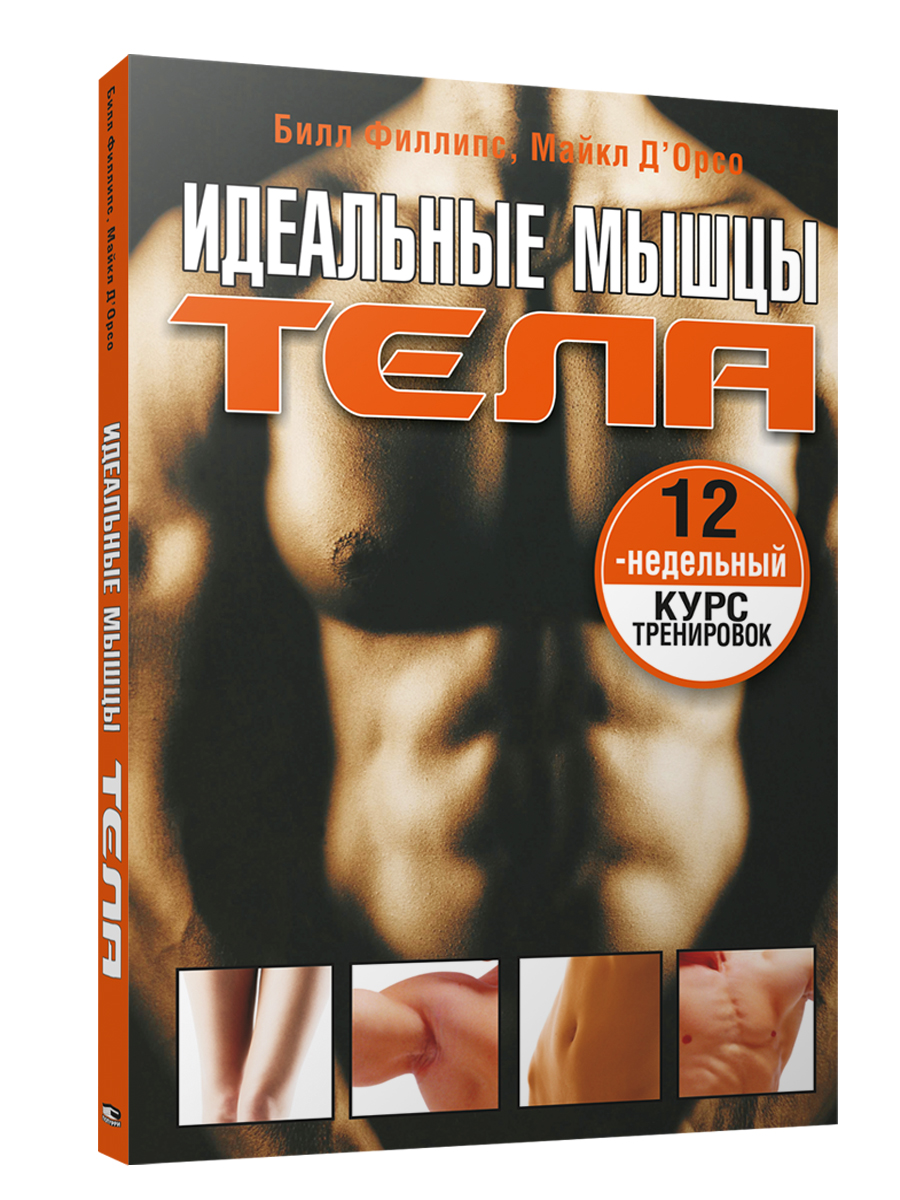 Билл Филлипс, Майкл Д’Орсо
ИДЕАЛЬНЫЕ МЫШЦЫ
ТЕЛА
12
-недельный
КУРС
ТРЕНИРОВОК
Билл Филлипс, Майкл Д’Орсо ИДЕАЛЬНЫЕ МЫШЦЫ ТЕЛА